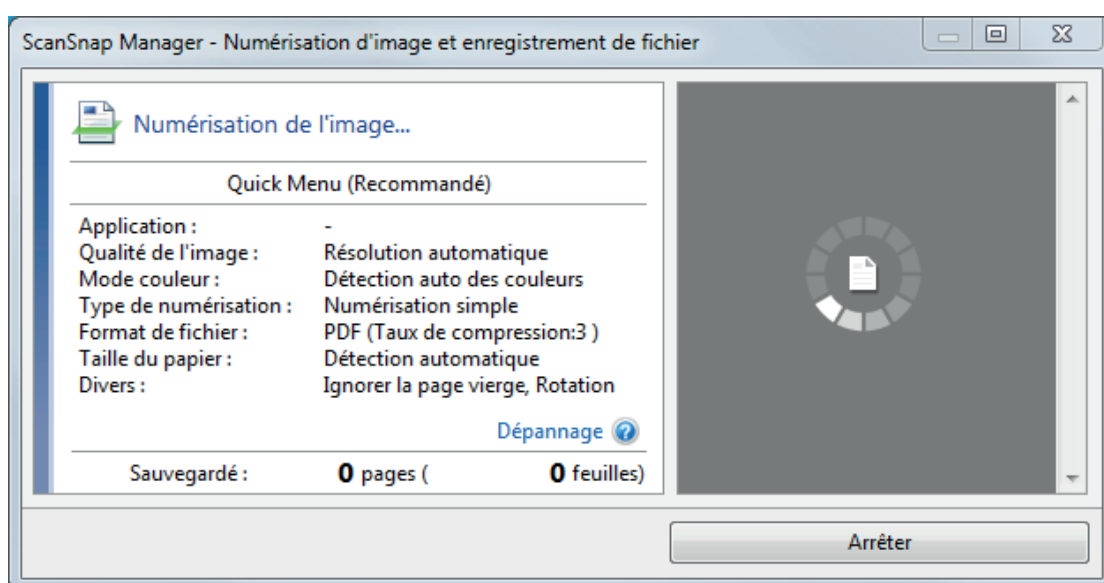 ScanSnap Manager - Numérisation d'image et enregistrement de fichier
Numérisation de l'image...
Quick Menu (Recommandé)
Application : -
Qualité de l'image : Résolution automatique
Mode couleur : Détection auto des couleurs
Type de numérisation : Numérisation simple
Format de fichier : PDF (Taux de compression:3 )
Taille du papier : Détection automatique
Divers : Ignorer la page vierge, Rotation
Dépannage
Sauvegardé : 0 pages ( 0 feuilles)
Arrêter